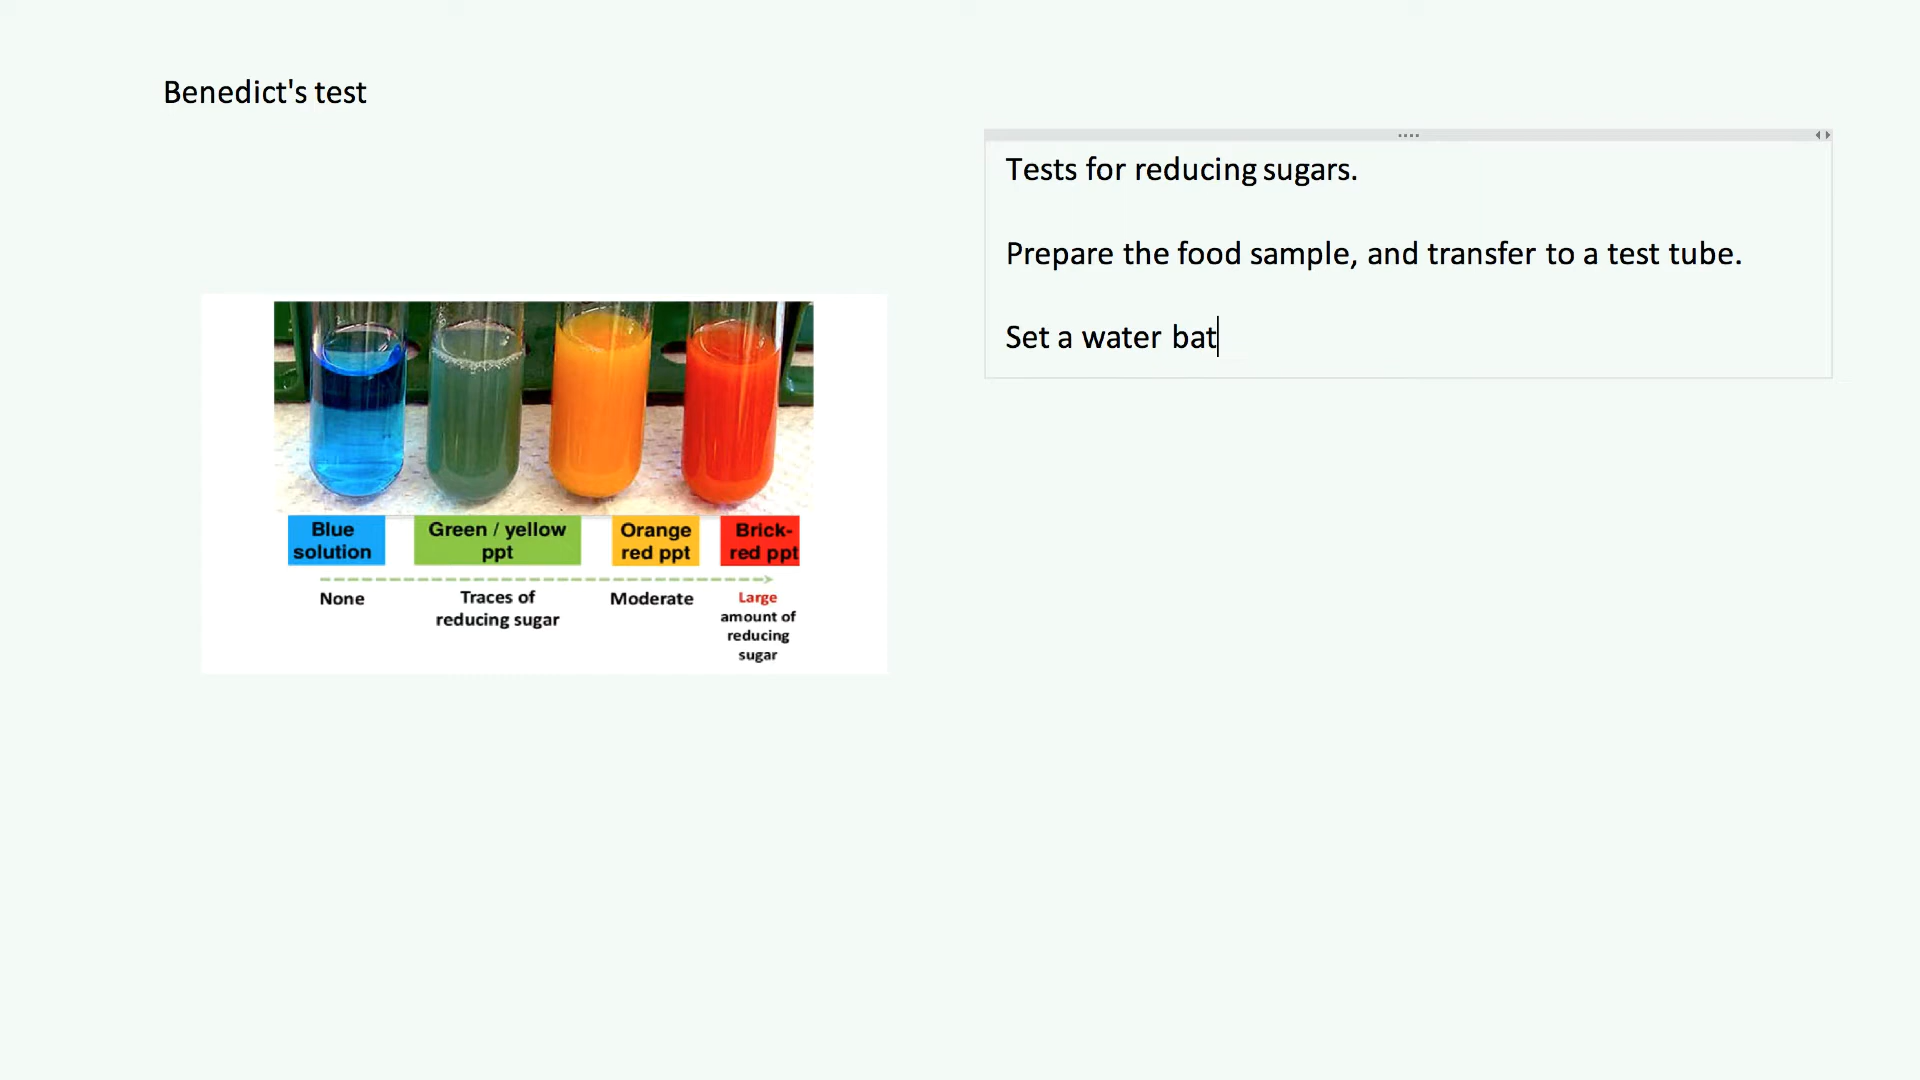 Benedict's test
Tests for reducing sugars.
Prepare the food sample, and transfer to a test tube.
Set a water bat
Blue
solution
Green / yellow
ppt
Orange
red ppt
Brick-
red ppt
None
Traces of
reducing sugar
Moderate
Large
amount of
reducing
sugar